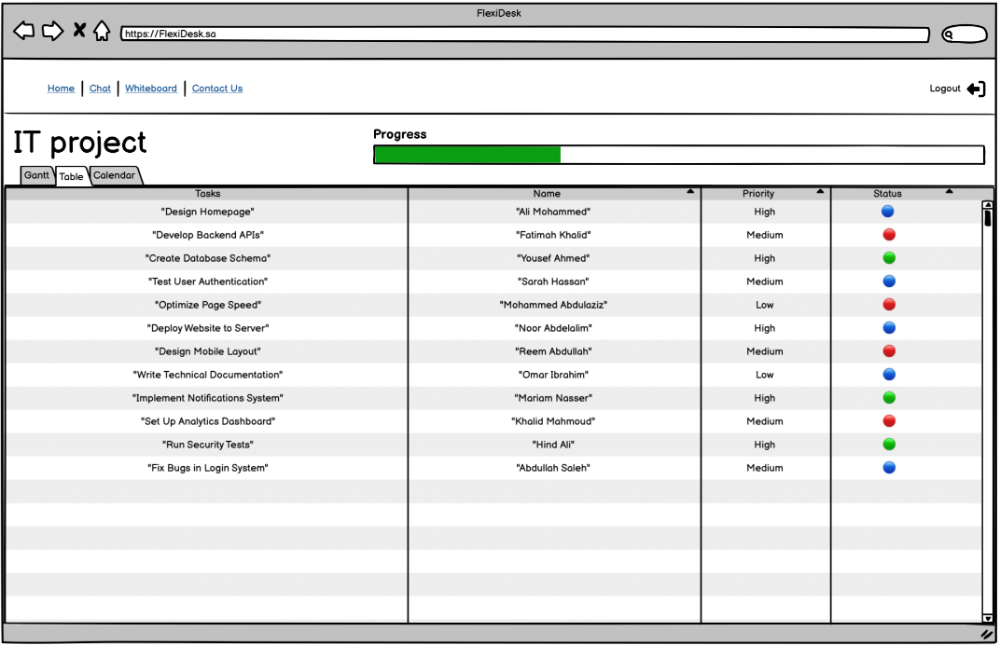 FlexiDesk
https://FlexiDesk.sa
Home Chat Whiteboard Contact Us Logout
IT project
Progress
Gantt Table Calendar
Tasks Name Priority Status
"Design Homepage" "Ali Mohammed" High
"Develop Backend APIs" "Fatimah Khalid" Medium
"Create Database Schema" "Yousef Ahmed" High
"Test User Authentication" "Sarah Hassan" Medium
"Optimize Page Speed" "Mohammed Abdulaziz" Low
"Deploy Website to Server" "Noor Abdelalim" High
"Design Mobile Layout" "Reem Abdullah" Medium
"Write Technical Documentation" "Omar Ibrahim" Low
"Implement Notifications System" "Mariam Nasser" High
"Set Up Analytics Dashboard" "Khalid Mahmoud" Medium
"Run Security Tests" "Hind Ali" High
"Fix Bugs in Login System" "Abdullah Saleh" Medium